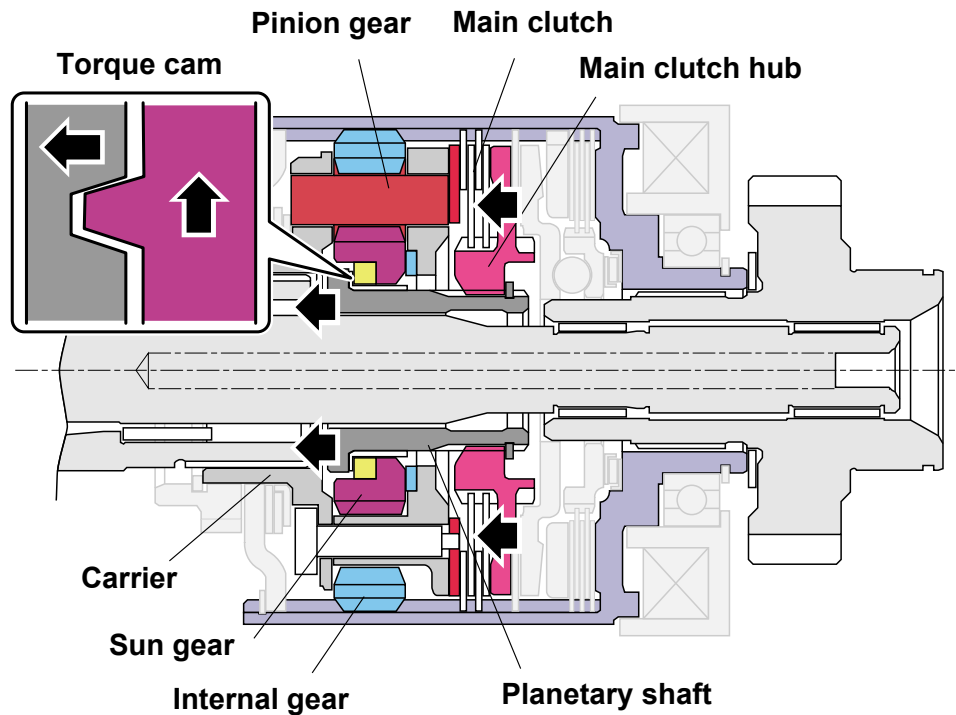 Pinion gear
Main clutch
Torque cam
Main clutch hub
Carrier
Sun gear
Internal gear
Planetary shaft